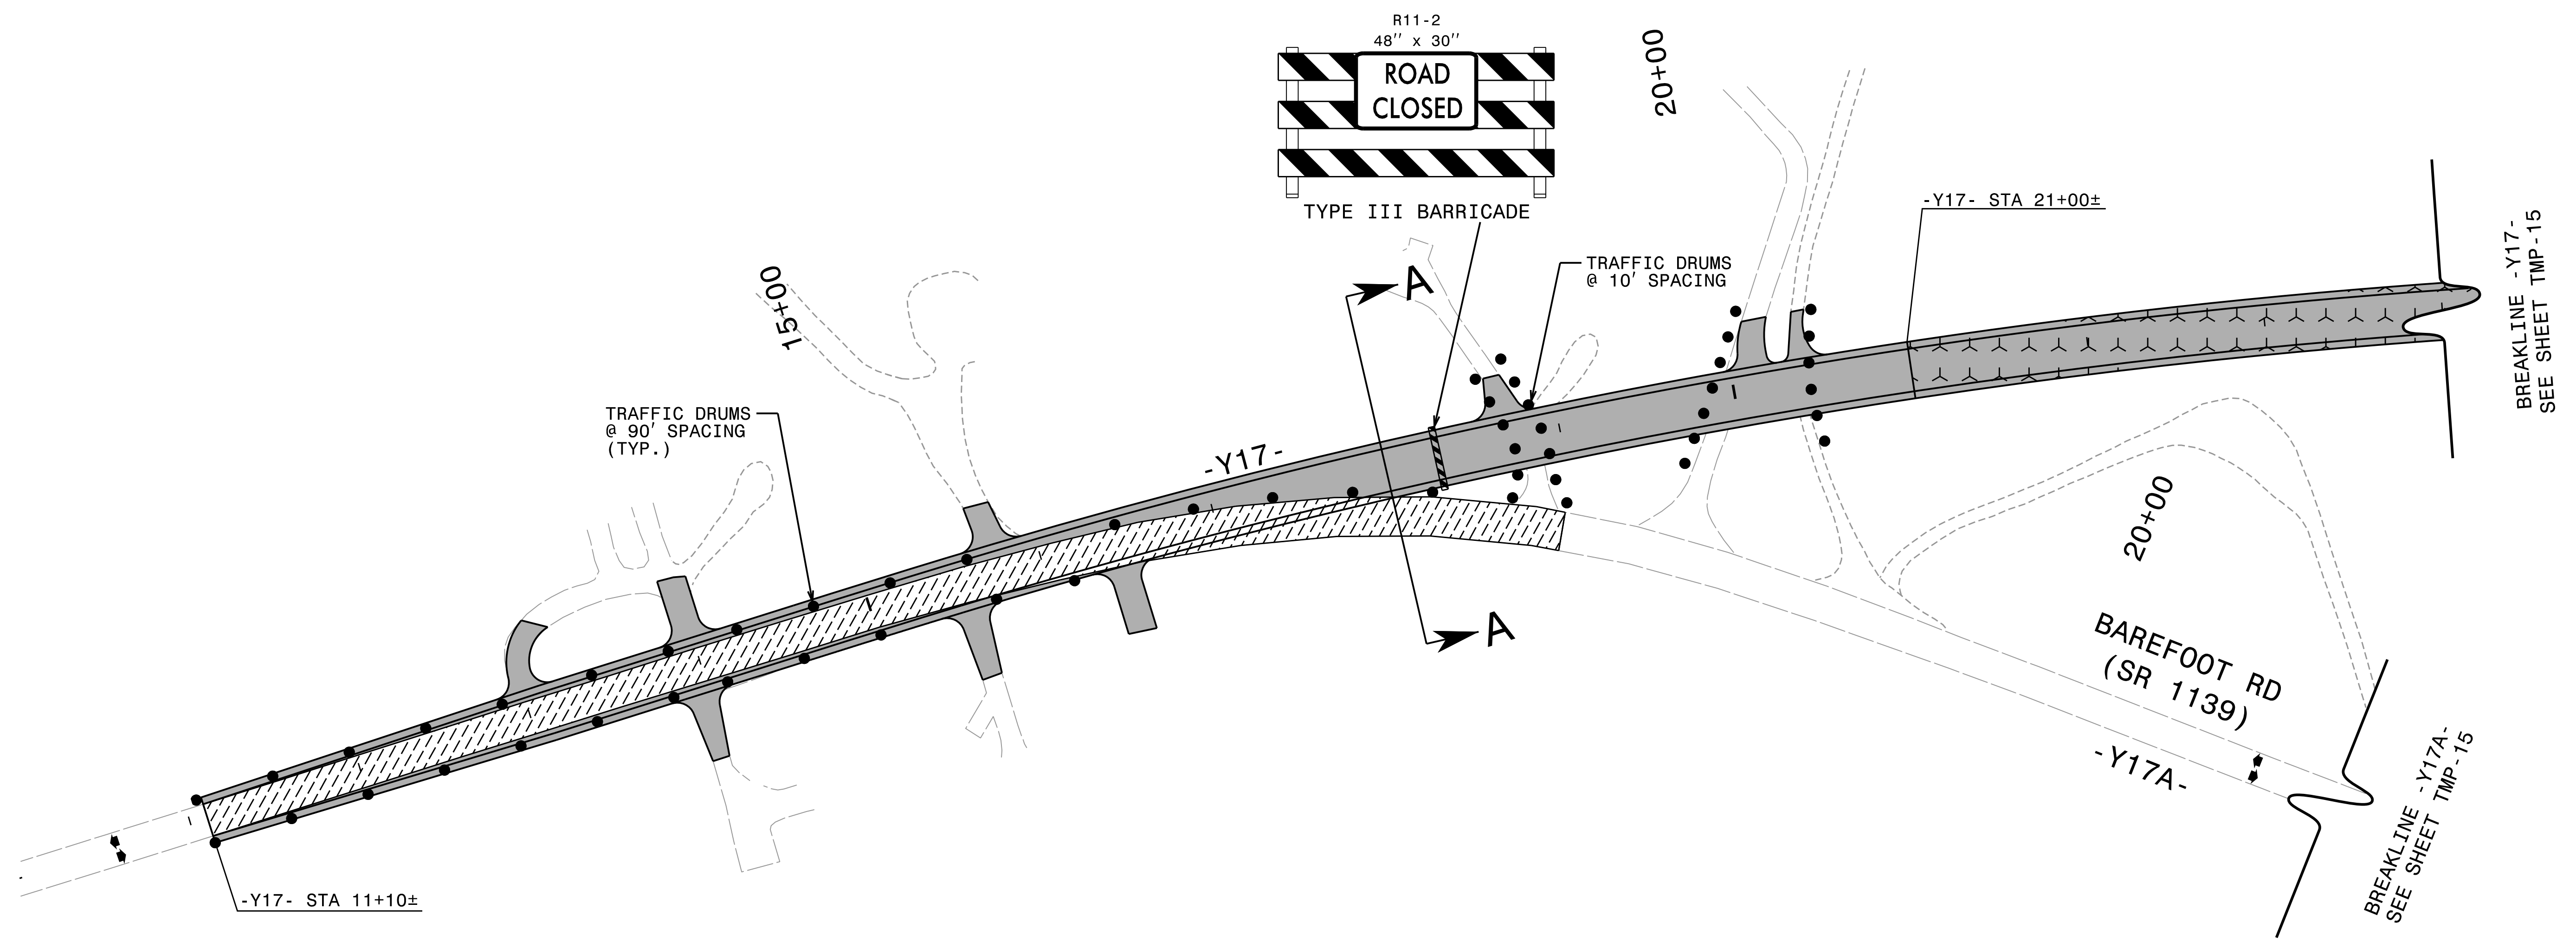 R11-2
48" x 30"
ROAD
CLOSED
TYPE III BARRICADE
20+00
-Y17- STA 21+00±
BREAKLINE -Y17-
SEE SHEET TMP-15
15+00
A
TRAFFIC DRUMS
@ 10' SPACING
TRAFFIC DRUMS
@ 90' SPACING
(TYP.)
-Y17-
20+00
A
BAREFOOT RD
(SR 1139)
-Y17A-
BREAKLINE -Y17A-
SEE SHEET TMP-15
-Y17- STA 11+10±